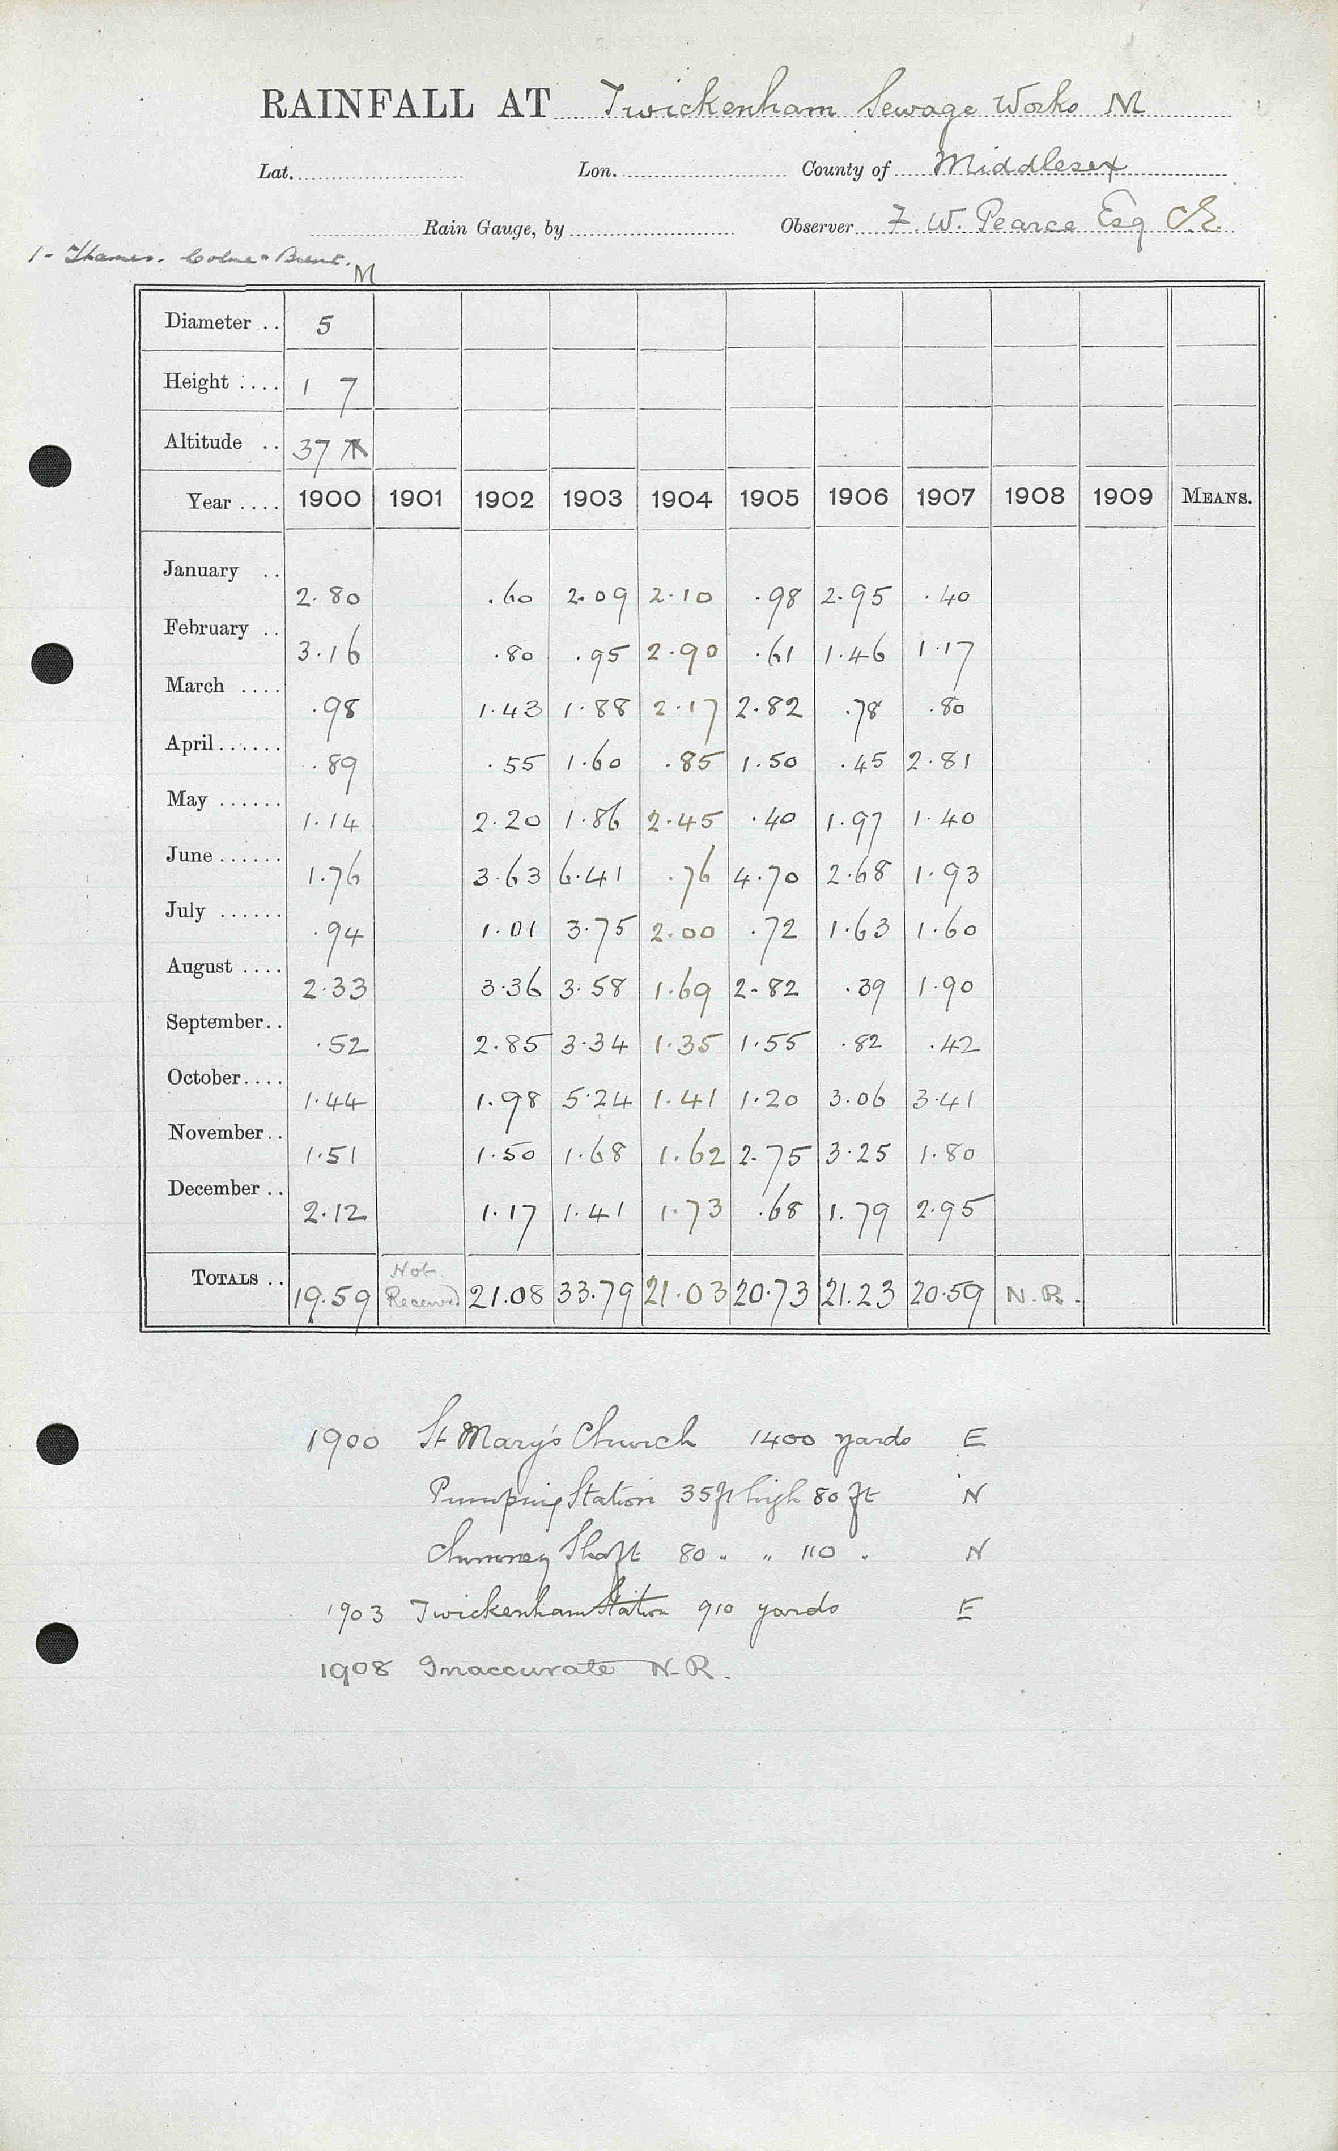 RAINFALL AT Twickenham Sewage Works M
Lat. Lon. County of Middlesex
Rain Gauge, by Observer F. W. Pearce Esq C.E.
1 - Thames. Colne & Brent.
M
Diameter .. 5
Height .... 1 7
Altitude .. 37
Year .... 1900 1901 1902 1903 1904 1905 1906 1907 1908 1909 MEANS.
January .. 2.80 .60 2.09 2.10 .98 2.95 .40
February .. 3.16 .80 .95 2.90 .61 1.46 1.17
March .... .98 1.43 1.88 2.17 2.82 .78 .80
April ...... .89 .55 1.60 .85 1.50 .45 2.81
May ...... 1.14 2.20 1.86 2.45 .40 1.97 1.40
June ...... 1.76 3.63 6.41 .76 4.70 2.68 1.93
July ...... .94 1.01 3.75 2.00 .72 1.63 1.60
August .... 2.33 3.36 3.58 1.69 2.82 .39 1.90
September.. .52 2.85 3.34 1.35 1.55 .82 .42
October.... 1.44 1.98 5.24 1.41 1.20 3.06 3.41
November.. 1.51 1.50 1.68 1.62 2.75 3.25 1.80
December .. 2.12 1.17 1.41 1.73 .68 1.79 2.95
TOTALS .. 19.59 Not Received 21.08 33.79 21.03 20.73 21.23 20.59 N.R.
1900 St Mary's Church 1400 yards E
Pumping Station 35 ft high 80 ft N
Chimney Shaft 80 " " 110 " N
1903 Twickenham Station 910 yards E
1908 Inaccurate N.R.